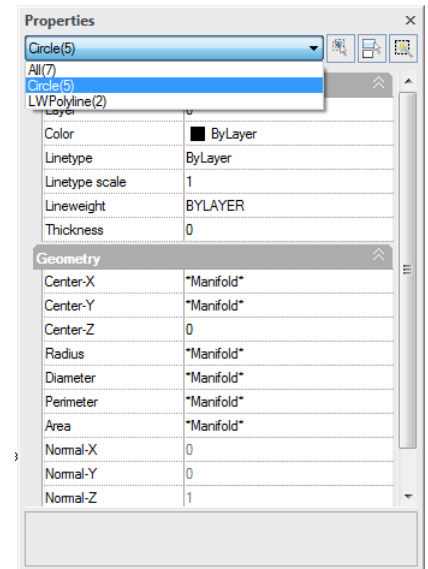 Properties
Circle(5)
All(7)
Circle(5)
LWPolyline(2)
Layer 0
Color ByLayer
Linetype ByLayer
Linetype scale 1
Lineweight BYLAYER
Thickness 0
Geometry
Center-X *Manifold*
Center-Y *Manifold*
Center-Z 0
Radius *Manifold*
Diameter *Manifold*
Perimeter *Manifold*
Area *Manifold*
Normal-X 0
Normal-Y 0
Normal-Z 1